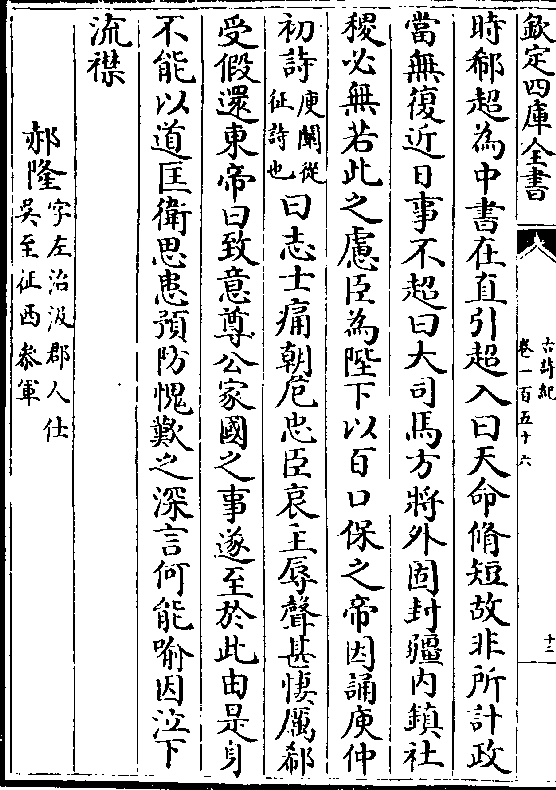 欽定四庫全書
古詩紀
卷一百五十六
十二
時郗超為中書在直引超入曰天命脩短故非所計政
當無復近日事不超曰大司馬方將外固封疆内鎮社
稷必無若此之慮臣為陛下以百口保之帝因誦庾仲
初詩庾闡從征詩也曰志士痛朝危忠臣哀主辱聲甚悽厲郗
受假還東帝曰致意尊公家國之事遂至於此由是身
不能以道匡衛思患預防愧歎之深言何能喻因泣下
流襟
郝隆字左治汲郡人仕吳至征西叅軍